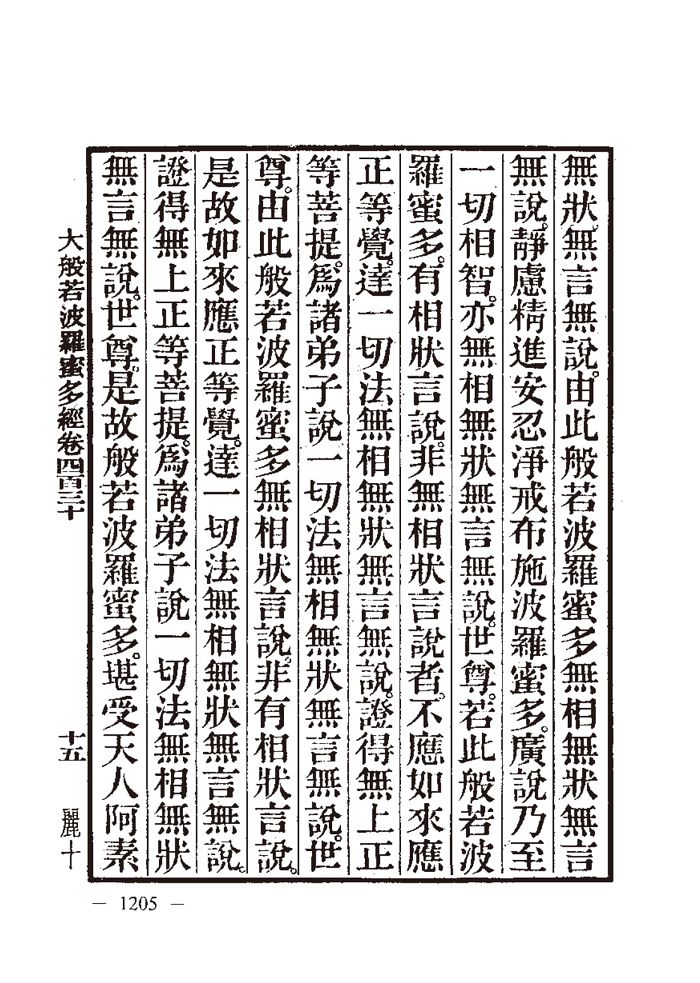 無狀。無言無說。由此般若波羅蜜多無相無狀無言
無說。靜慮精進安忍淨戒布施波羅蜜多。廣說乃至
一切相智。亦無相無狀無言無說。世尊。若此般若波
羅蜜多。有相狀言說。非無相狀言說者。不應如來應
正等覺。達一切法無相無狀無言無說。證得無上正
等菩提。爲諸弟子說一切法無相無狀無言無說。世
尊。由此般若波羅蜜多無相狀言說。非有相狀言說。
是故如來應正等覺。達一切法無相無狀無言無說。
證得無上正等菩提。爲諸弟子說一切法無相無狀
無言無說。世尊。是故般若波羅蜜多。堪受天人阿素
大般若波羅蜜多經卷四百三十 十五 麗十
— 1205 —